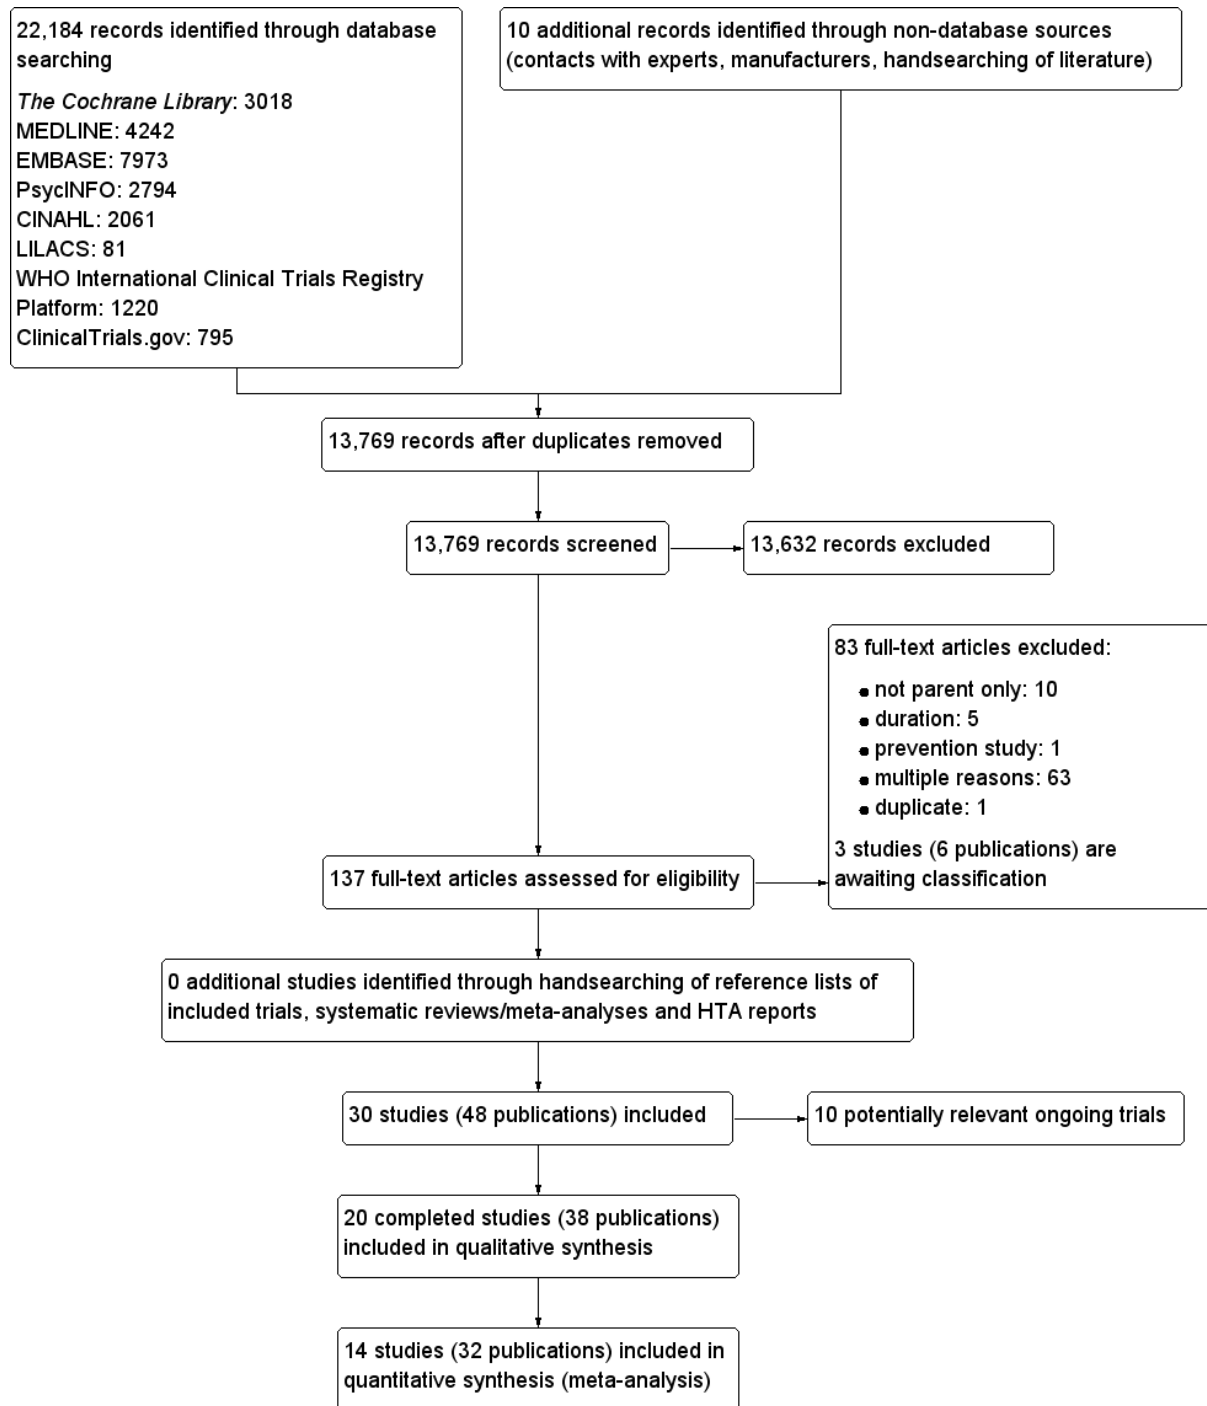 22,184 records identified through database
searching
The Cochrane Library: 3018
MEDLINE: 4242
EMBASE: 7973
PsycINFO: 2794
CINAHL: 2061
LILACS: 81
WHO International Clinical Trials Registry
Platform: 1220
ClinicalTrials.gov: 795
10 additional records identified through non-database sources
(contacts with experts, manufacturers, handsearching of literature)
13,769 records after duplicates removed
13,769 records screened
13,632 records excluded
83 full-text articles excluded:
• not parent only: 10
• duration: 5
• prevention study: 1
• multiple reasons: 63
• duplicate: 1
3 studies (6 publications) are
awaiting classification
137 full-text articles assessed for eligibility
0 additional studies identified through handsearching of reference lists of
included trials, systematic reviews/meta-analyses and HTA reports
30 studies (48 publications) included
10 potentially relevant ongoing trials
20 completed studies (38 publications)
included in qualitative synthesis
14 studies (32 publications) included in
quantitative synthesis (meta-analysis)